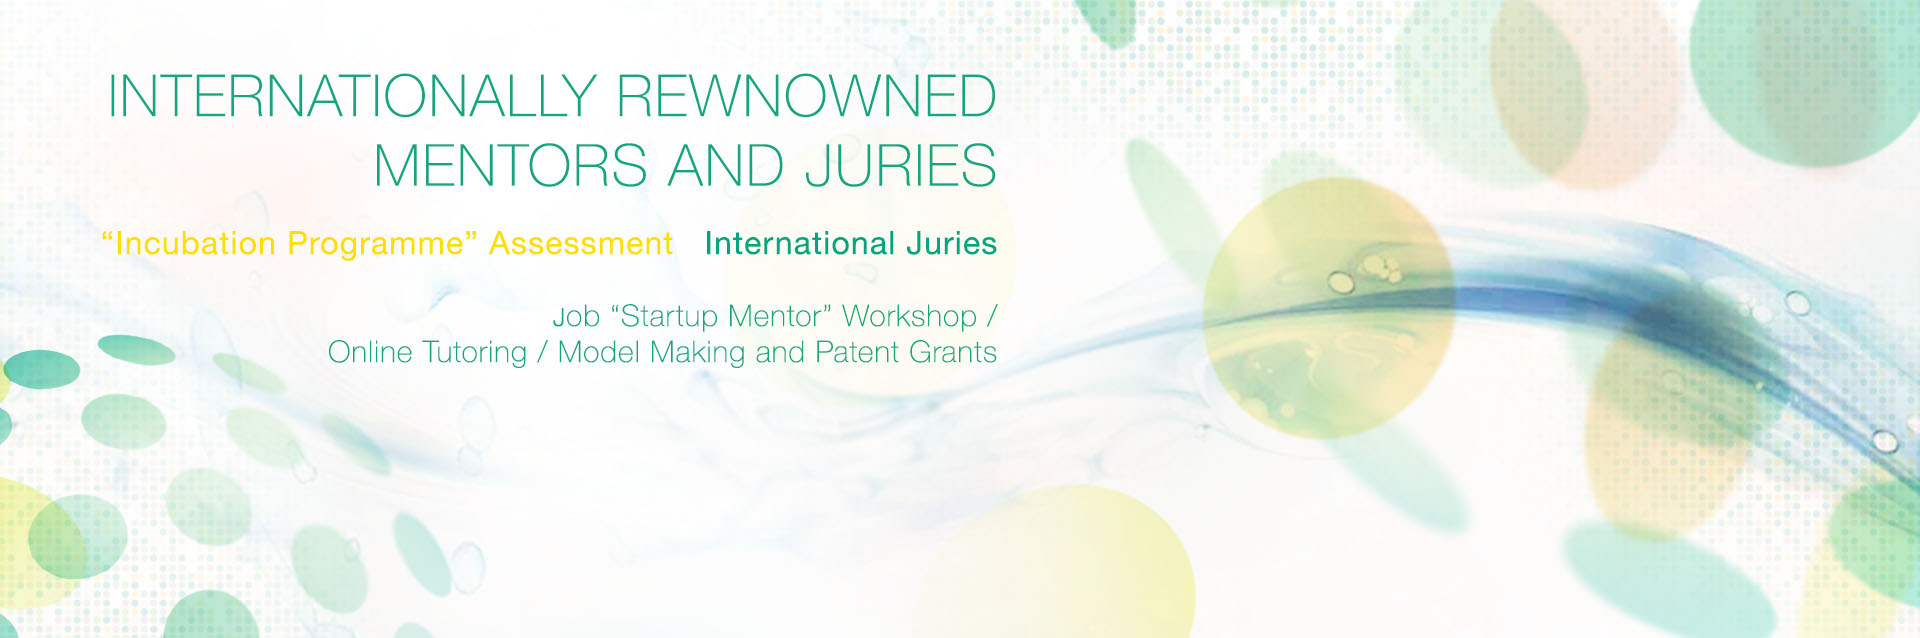 INTERNATIONALLY REWNOWNED
MENTORS AND JURIES
“Incubation Programme” Assessment International Juries
Job “Startup Mentor” Workshop /
Online Tutoring / Model Making and Patent Grants